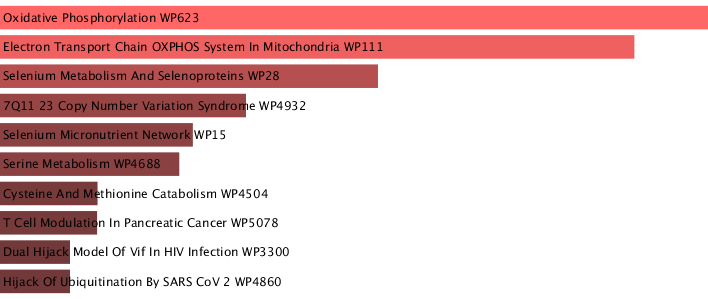 Oxidative Phosphorylation WP623
Electron Transport Chain OXPHOS System In Mitochondria WP111
Selenium Metabolism And Selenoproteins WP28
7Q11 23 Copy Number Variation Syndrome WP4932
Selenium Micronutrient Network WP15
Serine Metabolism WP4688
Cysteine And Methionine Catabolism WP4504
T Cell Modulation In Pancreatic Cancer WP5078
Dual Hijack Model Of Vif In HIV Infection WP3300
Hijack Of Ubiquitination By SARS CoV 2 WP4860